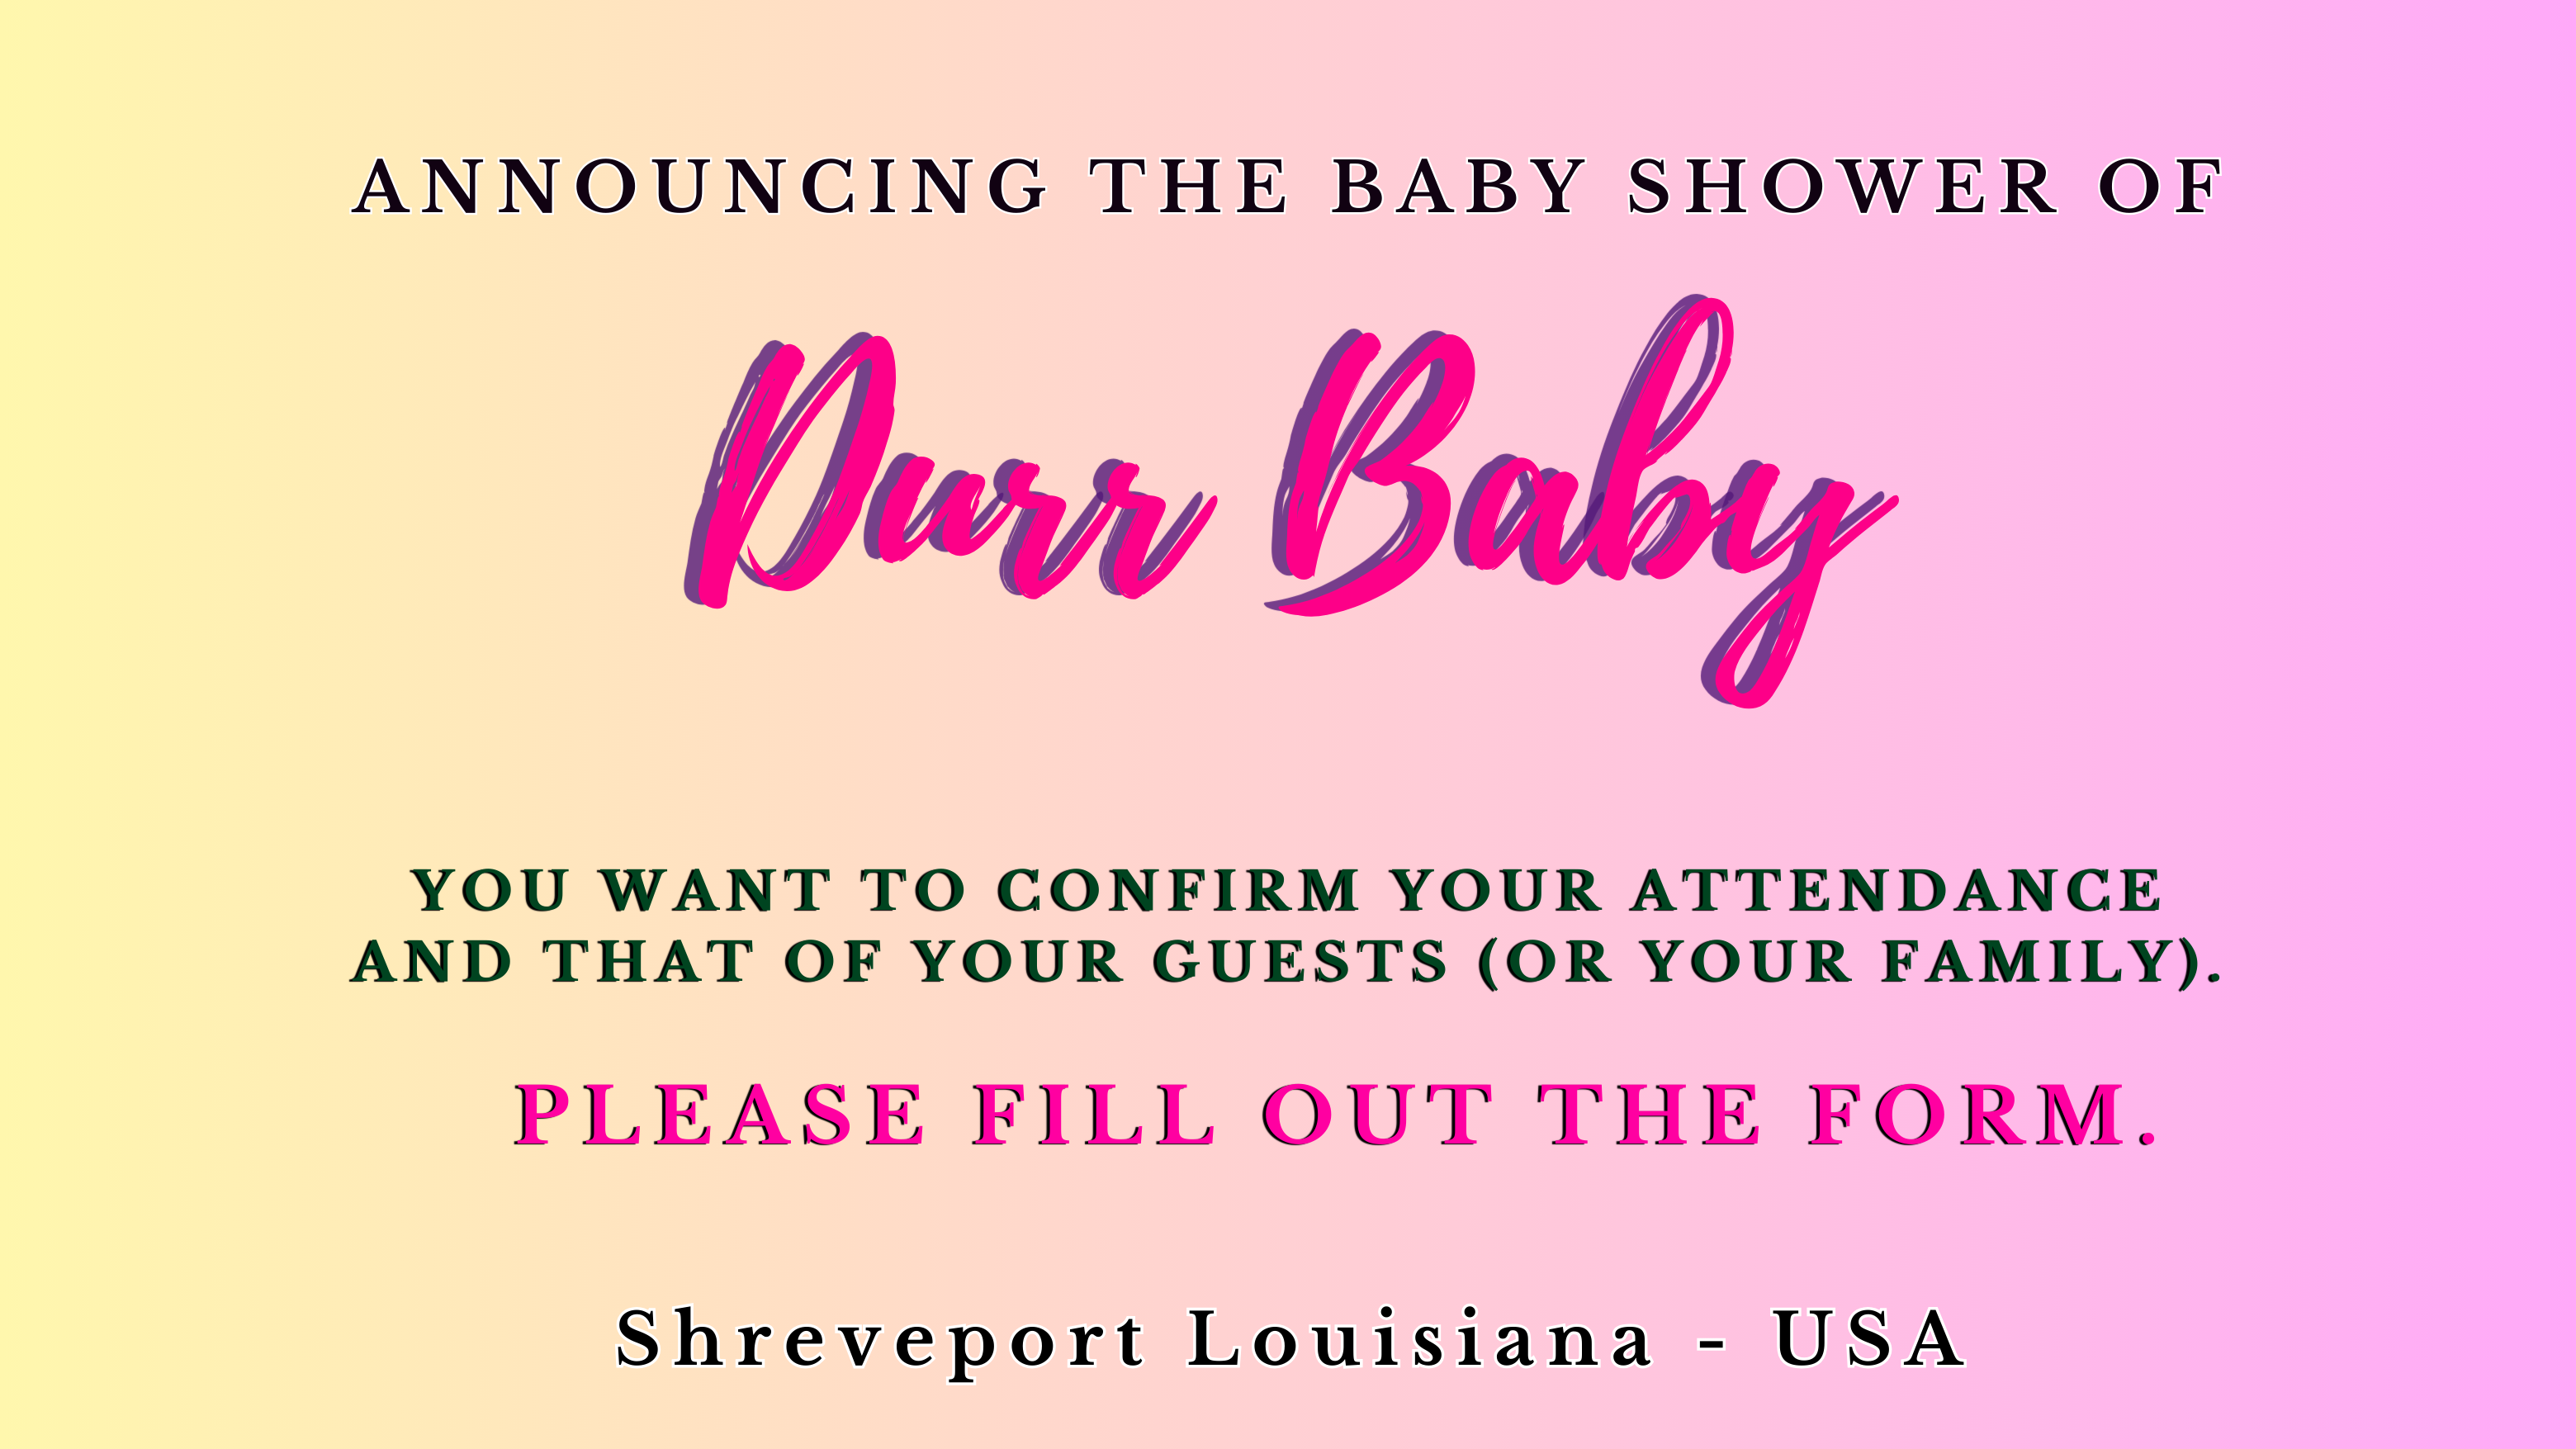 ANNOUNCING THE BABY SHOWER OF
Durr Baby
YOU WANT TO CONFIRM YOUR ATTENDANCE
AND THAT OF YOUR GUESTS (OR YOUR FAMILY).
PLEASE FILL OUT THE FORM.
Shreveport Louisiana - USA